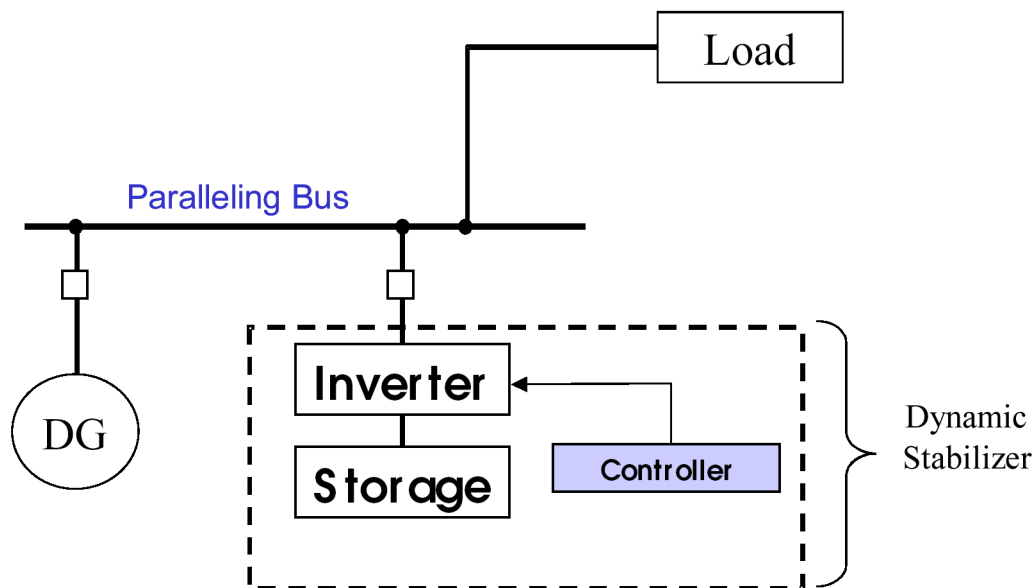 Load
Paralleling Bus
Inverter
DG
Dynamic
Stabilizer
Controller
Storage